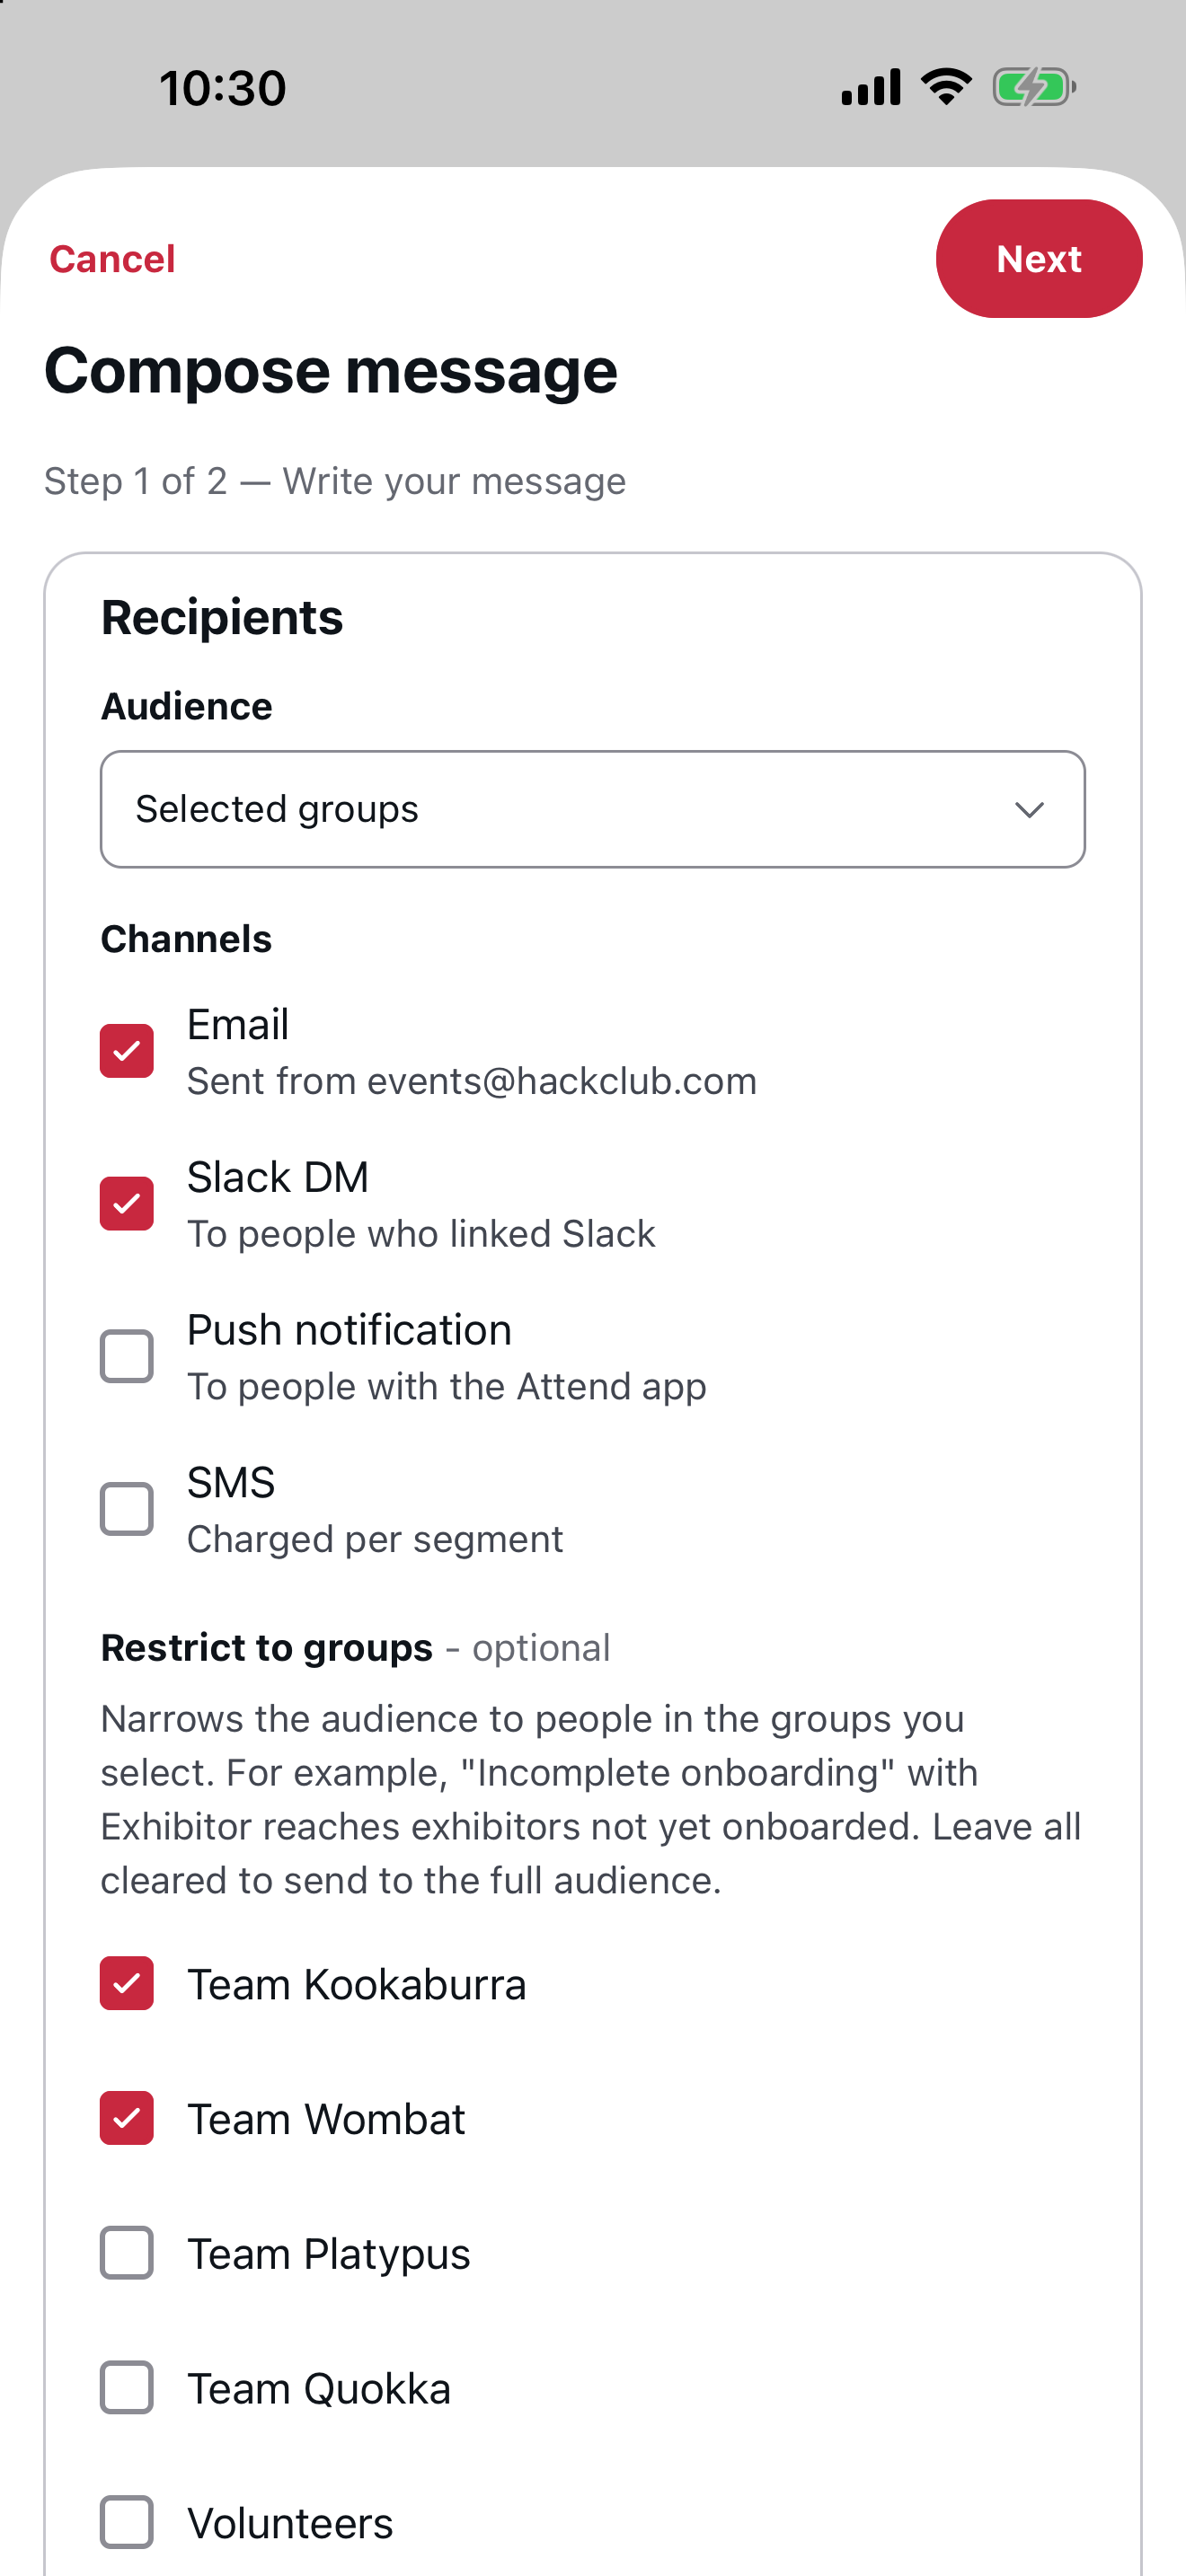 10:30
Cancel
Next
Compose message
Step 1 of 2 — Write your message
Recipients
Audience
Selected groups
Channels
Email
Sent from events@hackclub.com
Slack DM
To people who linked Slack
Push notification
To people with the Attend app
SMS
Charged per segment
Restrict to groups - optional
Narrows the audience to people in the groups you
select. For example, "Incomplete onboarding" with
Exhibitor reaches exhibitors not yet onboarded. Leave all
cleared to send to the full audience.
Team Kookaburra
Team Wombat
Team Platypus
Team Quokka
Volunteers